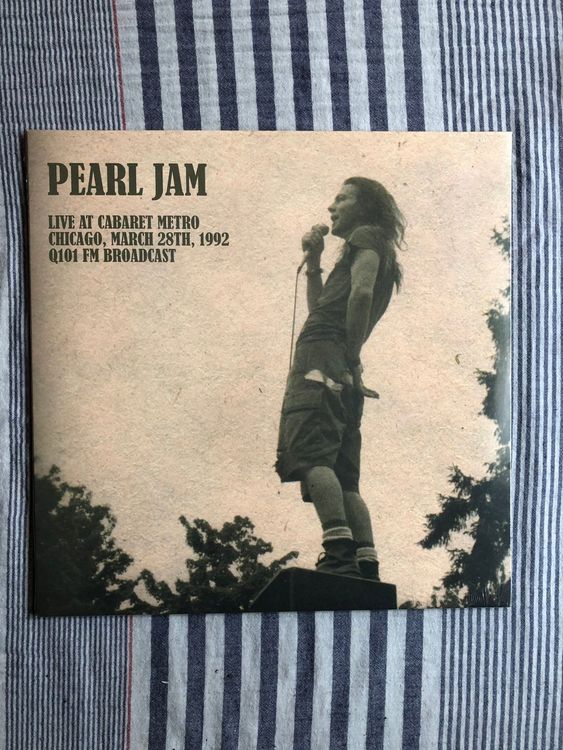 PEARL JAM
LIVE AT CABARET METRO
CHICAGO, MARCH 28TH, 1992
Q101 FM BROADCAST